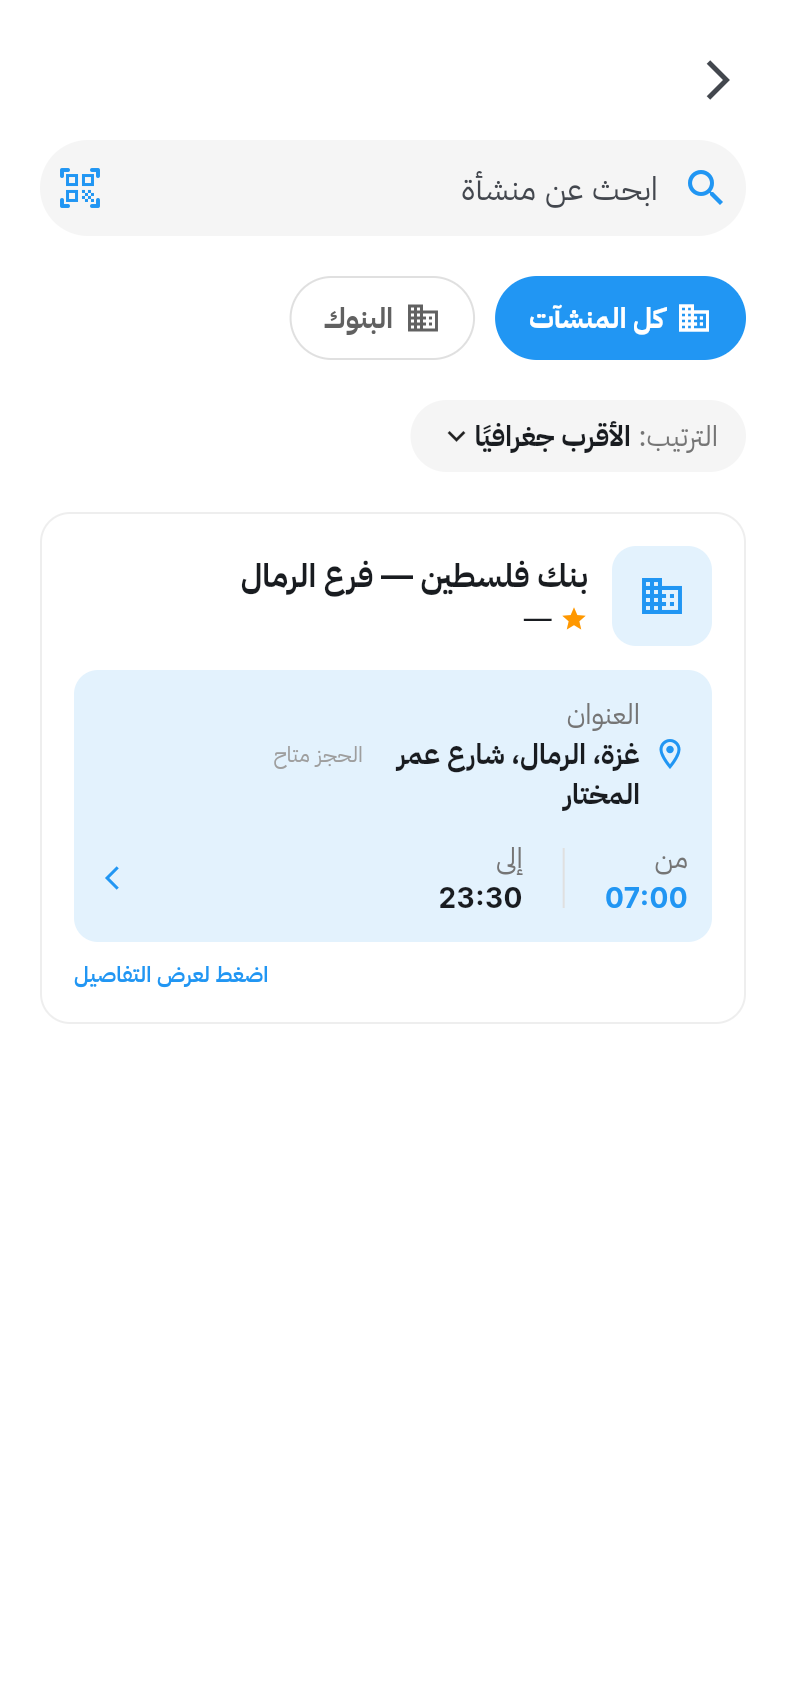 ابحث عن منشأة
كل المنشآت
البنوك
الترتيب: الأقرب جغرافيًا
بنك فلسطين — فرع الرمال
—
العنوان
غزة، الرمال، شارع عمر
المختار
الحجز متاح
من
07:00
إلى
23:30
اضغط لعرض التفاصيل